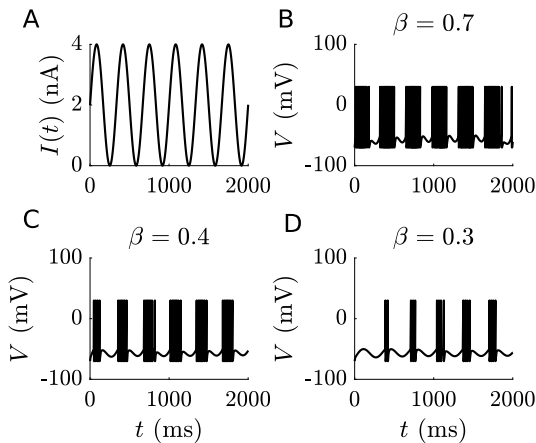 A
I(t) (nA)
4
2
0
0 1000 2000
B
β = 0.7
V (mV)
100
0
-100
0 1000 2000
C
β = 0.4
V (mV)
100
0
-100
0 1000 2000
t (ms)
D
β = 0.3
V (mV)
100
0
-100
0 1000 2000
t (ms)